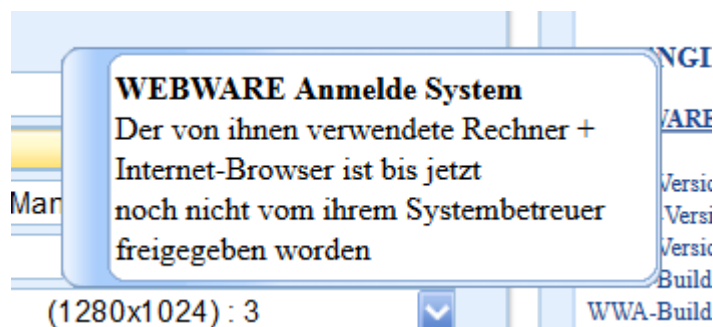 WEBWARE Anmelde System
Der von ihnen verwendete Rechner +
Internet-Browser ist bis jetzt
noch nicht vom ihrem Systembetreuer
freigegeben worden
Man
(1280x1024) : 3
WWA-Build